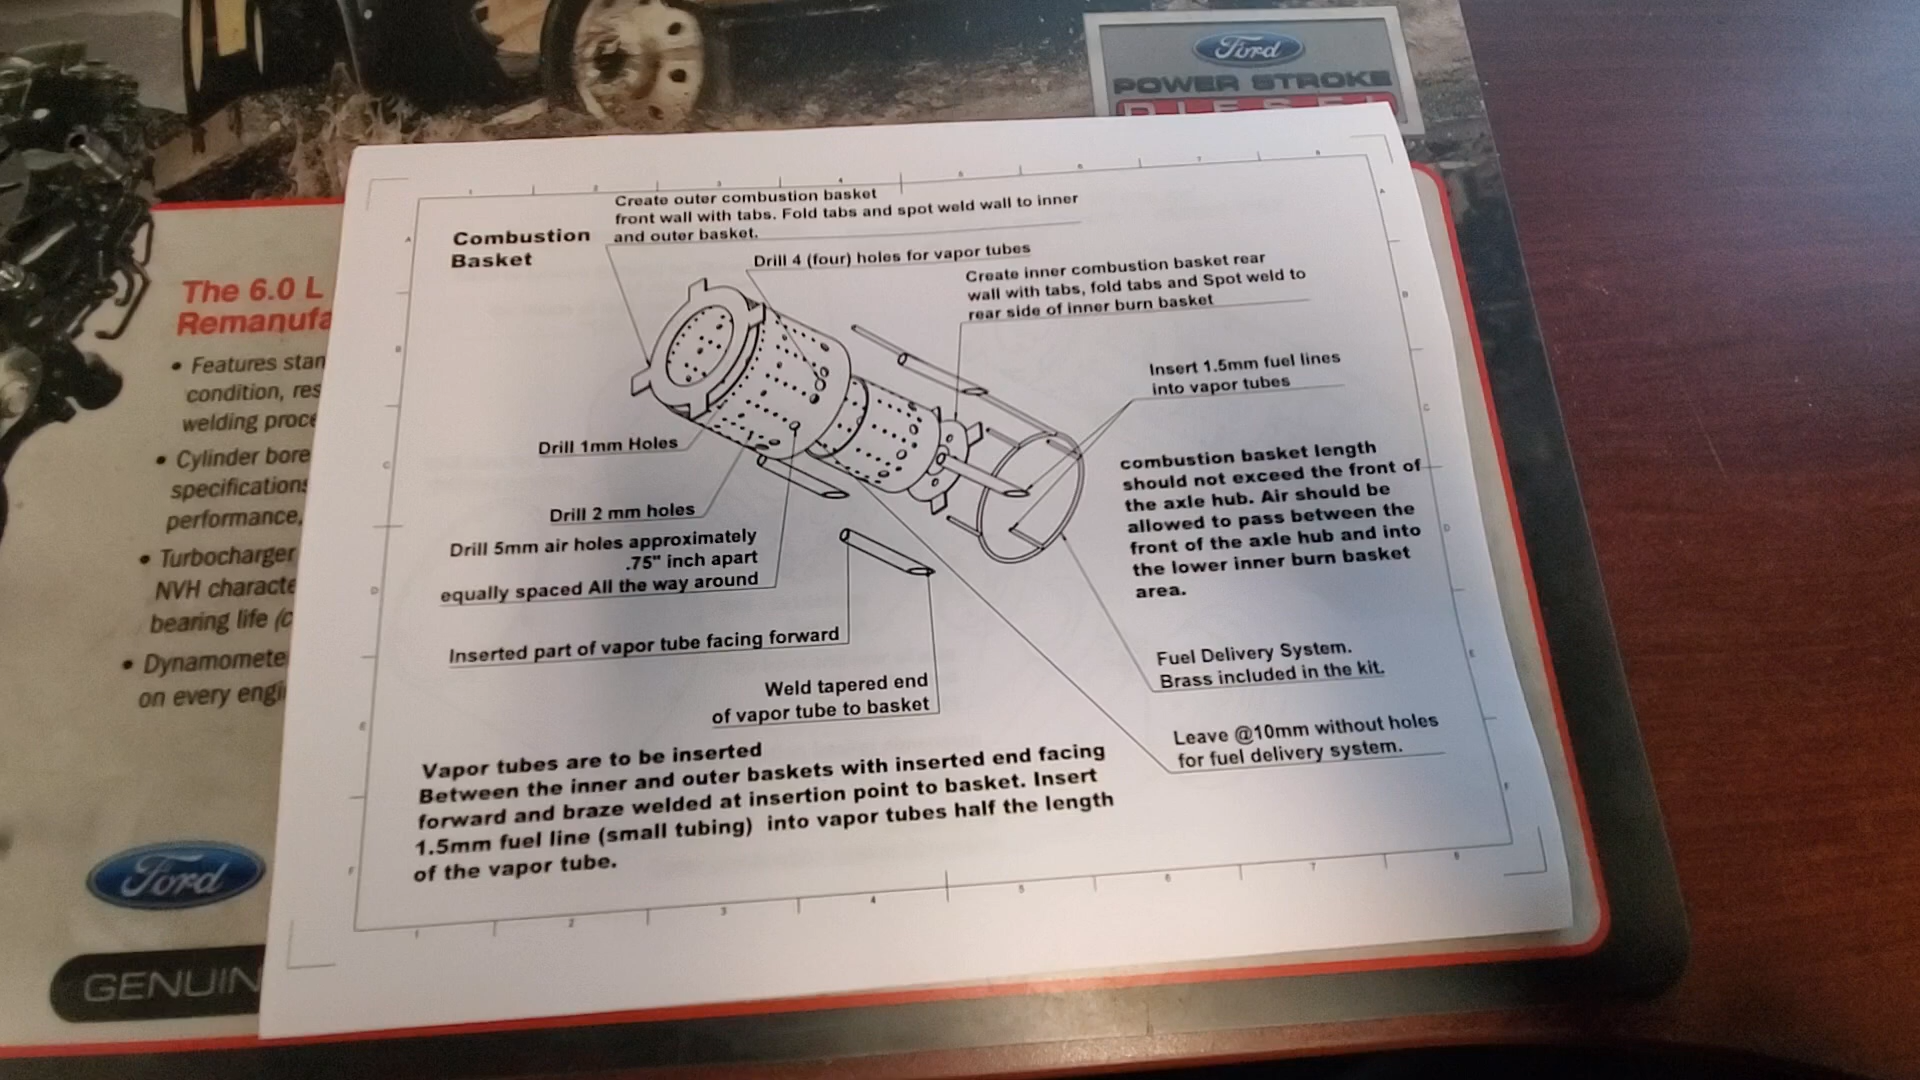 Ford
POWER STROKE
DIESEL
Create outer combustion basket
front wall with tabs. Fold tabs and spot weld wall to inner
and outer basket.
Combustion
Basket
Drill 4 (four) holes for vapor tubes
Create inner combustion basket rear
wall with tabs, fold tabs and Spot weld to
rear side of inner burn basket
Insert 1.5mm fuel lines
into vapor tubes
Drill 1mm Holes
Drill 2 mm holes
Drill 5mm air holes approximately
.75" inch apart
equally spaced All the way around
combustion basket length
should not exceed the front of
the axle hub. Air should be
allowed to pass between the
front of the axle hub and into
the lower inner burn basket
area.
Inserted part of vapor tube facing forward
Weld tapered end
of vapor tube to basket
Fuel Delivery System.
Brass included in the kit.
Leave @10mm without holes
for fuel delivery system.
Vapor tubes are to be inserted
Between the inner and outer baskets with inserted end facing
forward and braze welded at insertion point to basket. Insert
1.5mm fuel line (small tubing) into vapor tubes half the length
of the vapor tube.
The 6.0 L
Remanufa
• Features stan
condition, res
welding proce
• Cylinder bore
specifications
performance,
• Turbocharger
NVH characte
bearing life (c
• Dynamomete
on every engi
Ford
GENUIN